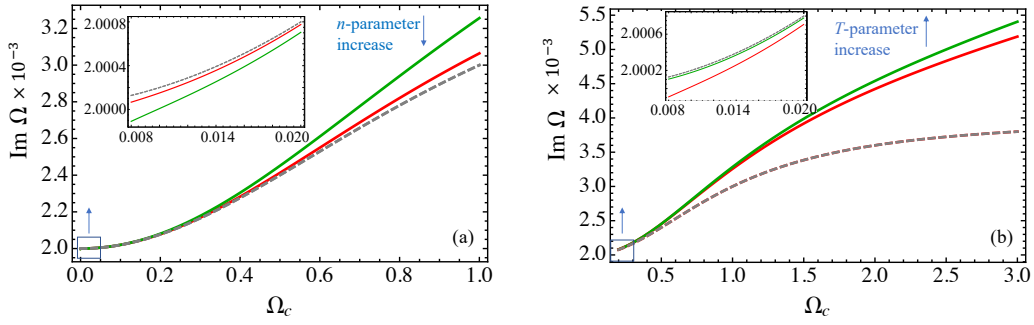 2.0008
2.0004
2.0000
0.008 0.014 0.020
n-parameter
increase
3.2
3.0
2.8
2.6
2.4
2.2
2.0
Im Ω × 10⁻³
(a)
0.0 0.2 0.4 0.6 0.8 1.0
Ωc
2.0006
2.0002
0.008 0.014 0.020
T-parameter
increase
5.5
5.0
4.5
4.0
3.5
3.0
2.5
2.0
Im Ω × 10⁻³
(b)
0.5 1.0 1.5 2.0 2.5 3.0
Ωc